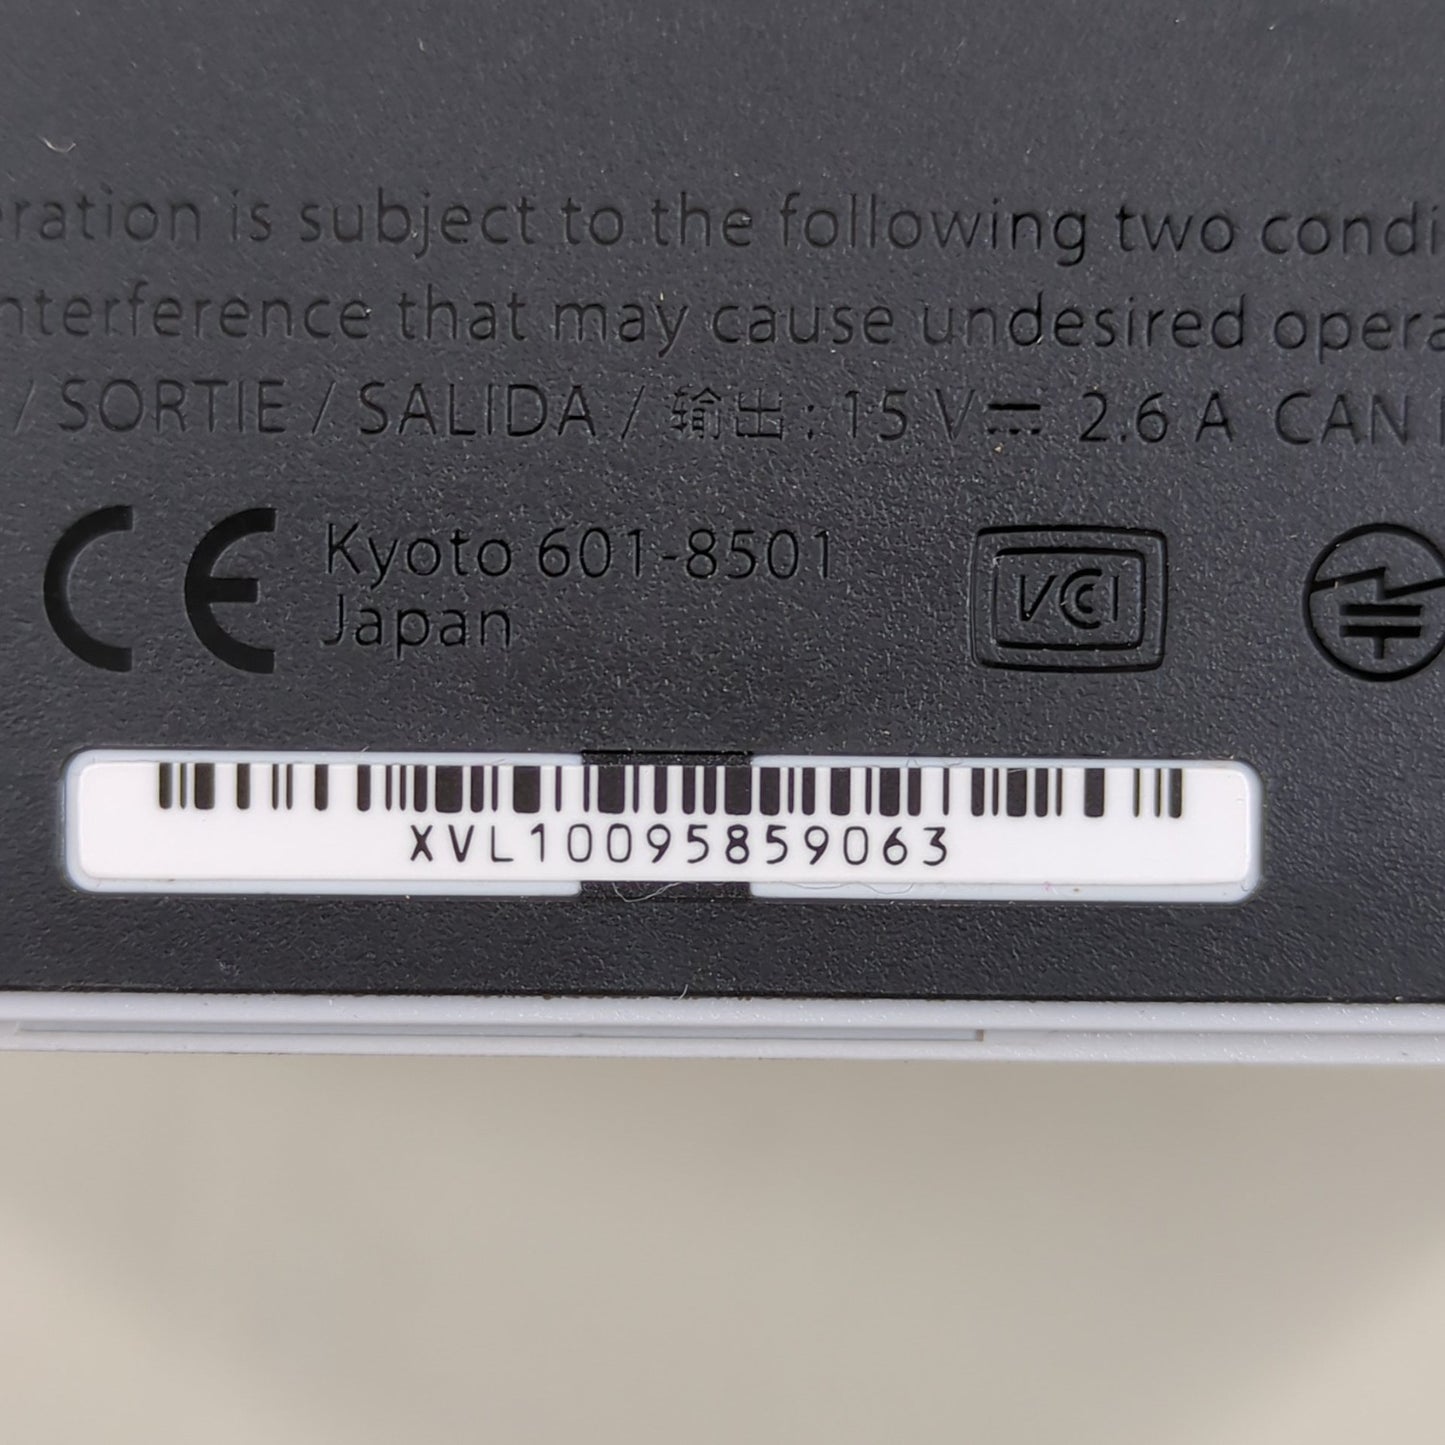 eration is subject to the following two condi
nterference that may cause undesired opera
/ SORTIE / SALIDA / 输出 : 15 V⎓ 2.6 A CAN
CE Kyoto 601-8501
Japan
VCCI
XVL10095859063